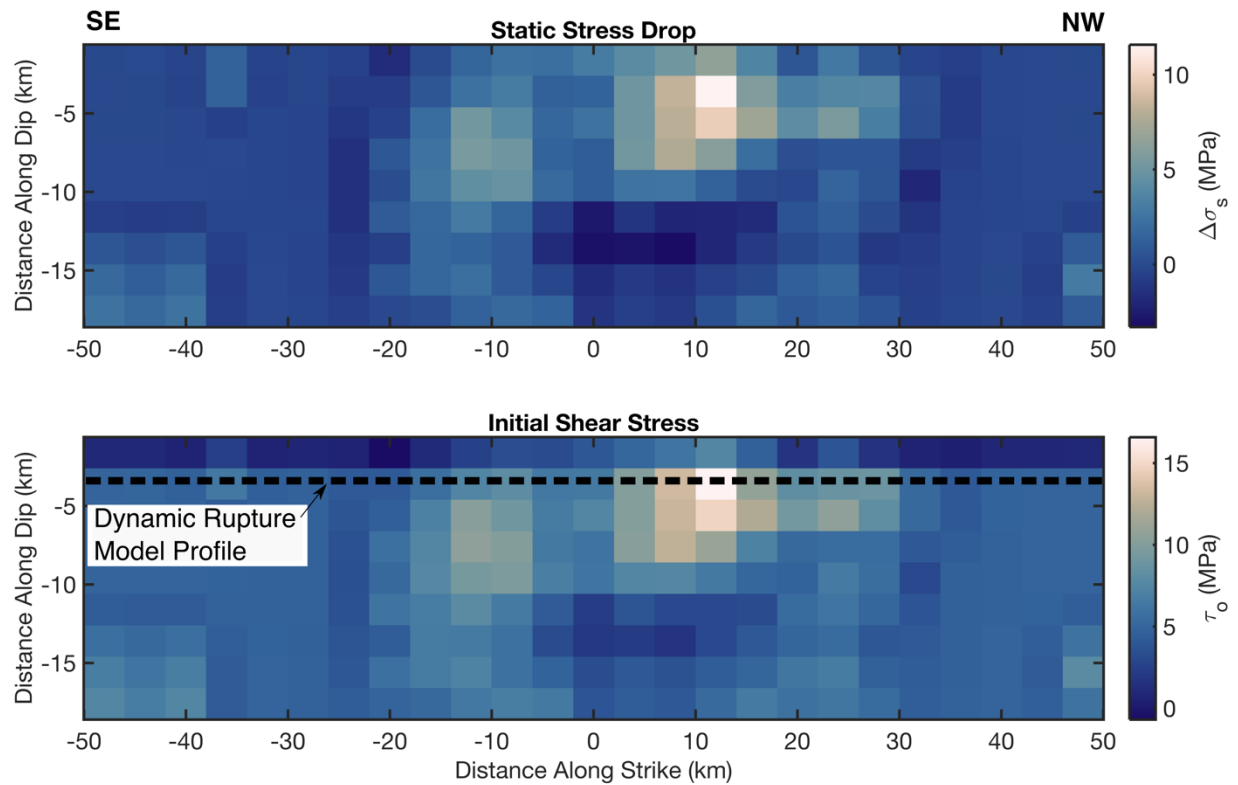 SE
Static Stress Drop
NW
Distance Along Dip (km)
-5
-10
-15
-50 -40 -30 -20 -10 0 10 20 30 40 50
10
5
0
Δσs (MPa)
Initial Shear Stress
Distance Along Dip (km)
-5
-10
-15
Dynamic Rupture
Model Profile
-50 -40 -30 -20 -10 0 10 20 30 40 50
Distance Along Strike (km)
15
10
5
0
τo (MPa)